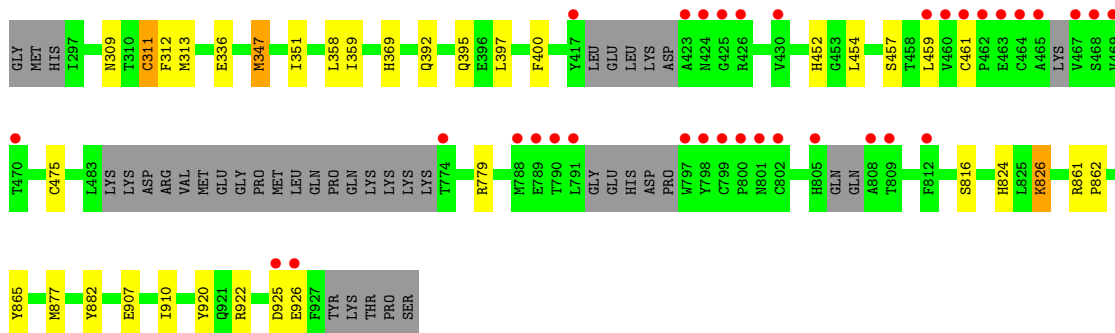 GLY MET HIS I297 N309 T310 C311 F312 M313 E336 M347 I351 L358 I359 H369 Q392 Q395 E396 L397 F400 Y417 LEU GLU LEU LYS ASP A423 N424 G425 R426 V430 H452 G453 L454 S457 T458 L459 V460 C461 P462 E463 C464 A465 LYS V467 S468 V469
T470 C475 L483 LYS LYS ASP ARG VAL MET GLU GLY PRO MET LEU GLN PRO GLN LYS LYS LYS LYS T774 R779 M788 E789 T790 L791 GLY GLU HIS ASP PRO W797 Y798 C799 P800 N801 C802 H805 GLN GLN A808 T809 F812 S816 H824 L825 K826 R861 P862
Y865 M877 Y882 E907 I910 Y920 Q921 R922 D925 E926 F927 TYR LYS THR PRO SER